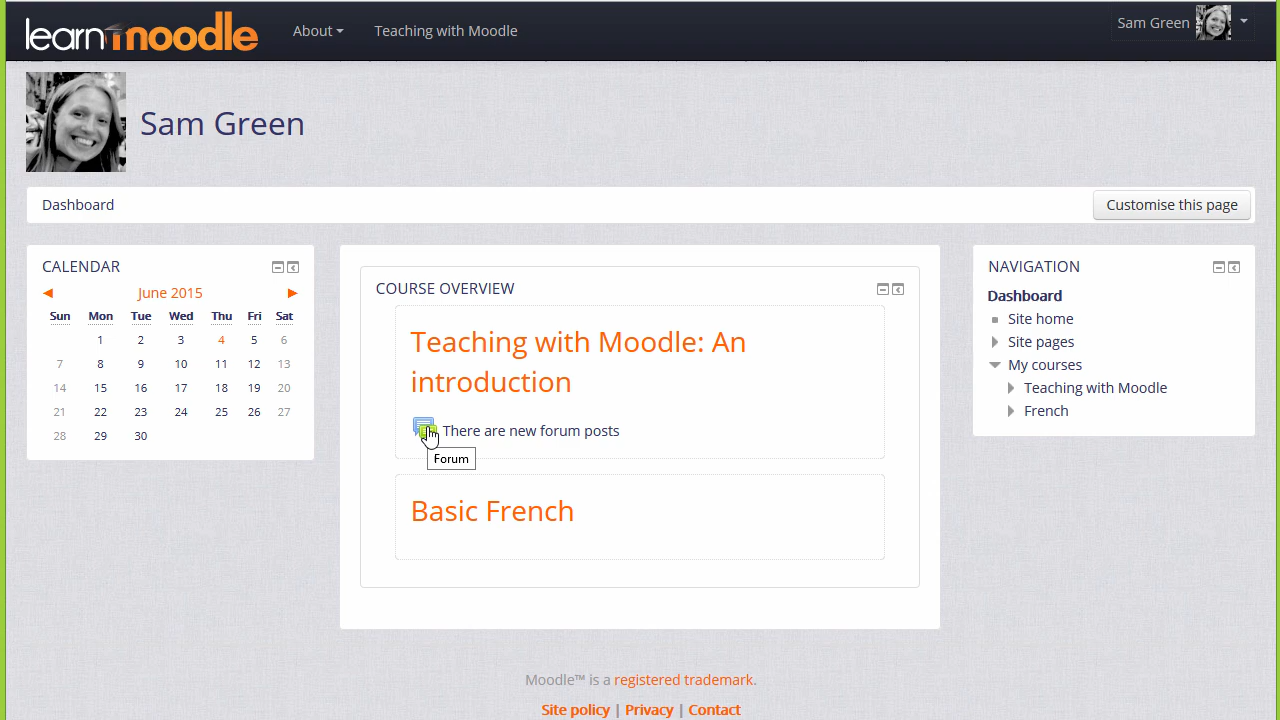 learn moodle
About
Teaching with Moodle
Sam Green
Sam Green
Dashboard
Customise this page
CALENDAR
June 2015
Sun Mon Tue Wed Thu Fri Sat
1 2 3 4 5 6
7 8 9 10 11 12 13
14 15 16 17 18 19 20
21 22 23 24 25 26 27
28 29 30
COURSE OVERVIEW
Teaching with Moodle: An
introduction
There are new forum posts
Forum
Basic French
NAVIGATION
Dashboard
Site home
Site pages
My courses
Teaching with Moodle
French
Moodle™ is a registered trademark.
Site policy | Privacy | Contact